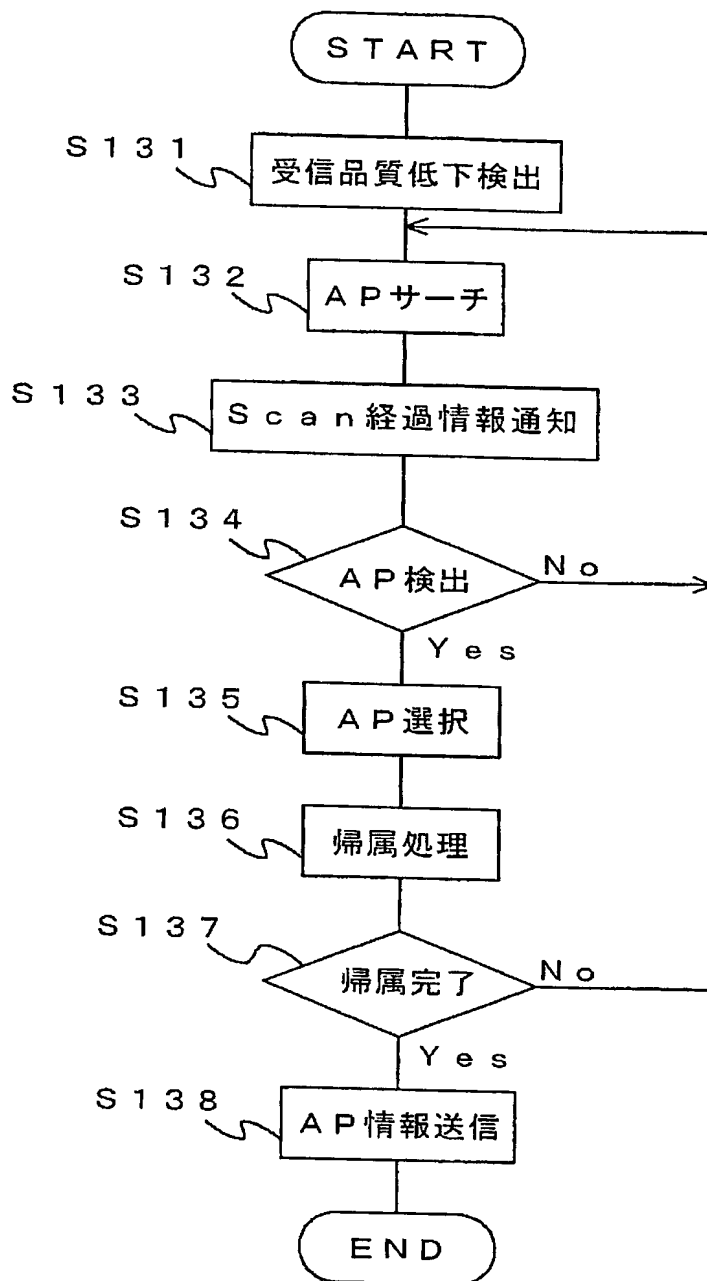 START
S131
受信品質低下検出
S132
APサーチ
S133
Scan経過情報通知
S134
AP検出
No
Yes
S135
AP選択
S136
帰属処理
S137
帰属完了
No
Yes
S138
AP情報送信
END